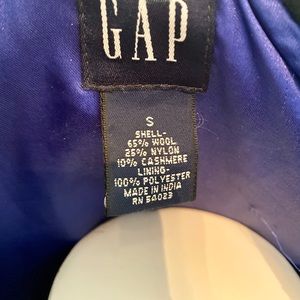 GAP
S
SHELL-
65% WOOL
25% NYLON
10% CASHMERE
LINING-
100% POLYESTER
MADE IN INDIA
RN 54023